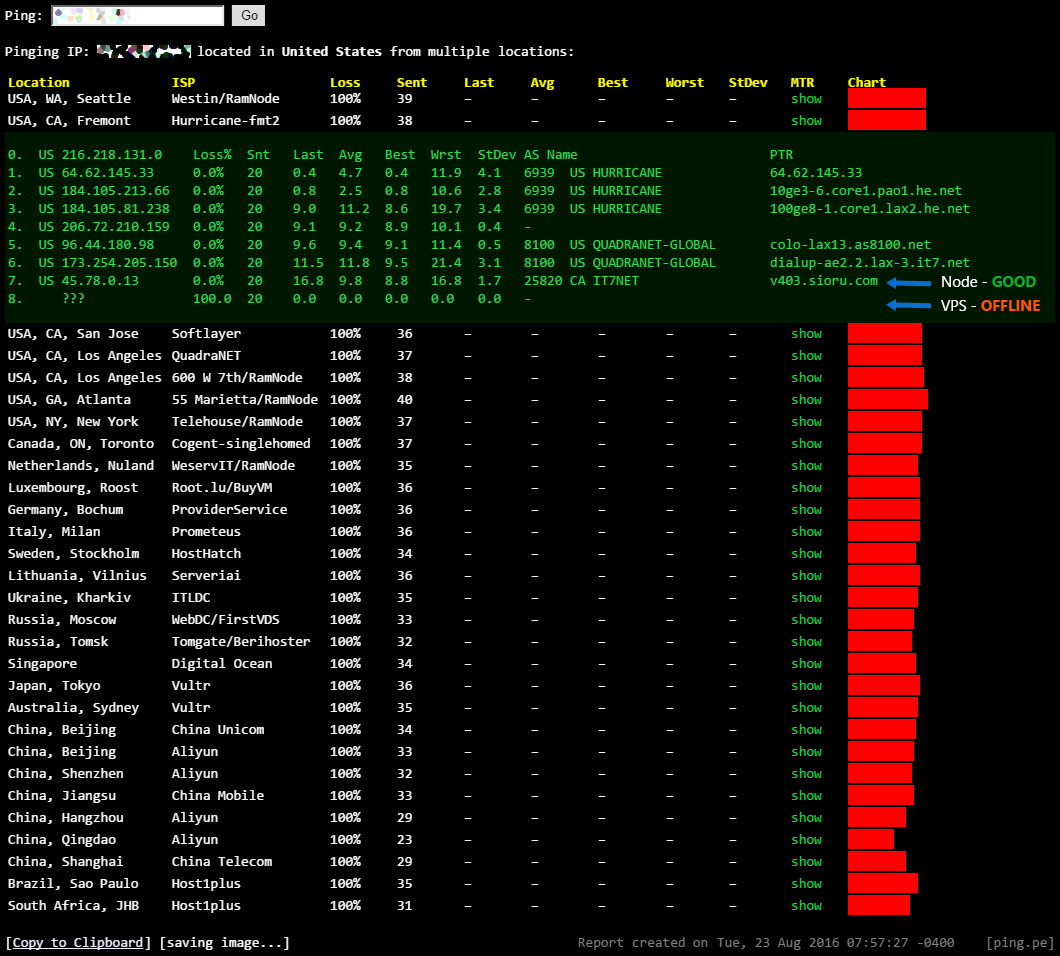 Ping: Go
Pinging IP: located in United States from multiple locations:
Location ISP Loss Sent Last Avg Best Worst StDev MTR Chart
USA, WA, Seattle Westin/RamNode 100% 39 – – – – – show
USA, CA, Fremont Hurricane-fmt2 100% 38 – – – – – show
0. US 216.218.131.0 Loss% Snt Last Avg Best Wrst StDev AS Name PTR
1. US 64.62.145.33 0.0% 20 0.4 4.7 0.4 11.9 4.1 6939 US HURRICANE 64.62.145.33
2. US 184.105.213.66 0.0% 20 0.8 2.5 0.8 10.6 2.8 6939 US HURRICANE 10ge3-6.core1.pao1.he.net
3. US 184.105.81.238 0.0% 20 9.0 11.2 8.6 19.7 3.4 6939 US HURRICANE 100ge8-1.core1.lax2.he.net
4. US 206.72.210.159 0.0% 20 9.1 9.2 8.9 10.1 0.4 -
5. US 96.44.180.98 0.0% 20 9.6 9.4 9.1 11.4 0.5 8100 US QUADRANET-GLOBAL colo-lax13.as8100.net
6. US 173.254.205.150 0.0% 20 11.5 11.8 9.5 21.4 3.1 8100 US QUADRANET-GLOBAL dialup-ae2.2.lax-3.it7.net
7. US 45.78.0.13 0.0% 20 16.8 9.8 8.8 16.8 1.7 25820 CA IT7NET v403.sioru.com Node - GOOD
8. ??? 100.0 20 0.0 0.0 0.0 0.0 0.0 - VPS - OFFLINE
USA, CA, San Jose Softlayer 100% 36 – – – – – show
USA, CA, Los Angeles QuadraNET 100% 37 – – – – – show
USA, CA, Los Angeles 600 W 7th/RamNode 100% 38 – – – – – show
USA, GA, Atlanta 55 Marietta/RamNode 100% 40 – – – – – show
USA, NY, New York Telehouse/RamNode 100% 37 – – – – – show
Canada, ON, Toronto Cogent-singlehomed 100% 37 – – – – – show
Netherlands, Nuland WeservIT/RamNode 100% 35 – – – – – show
Luxembourg, Roost Root.lu/BuyVM 100% 36 – – – – – show
Germany, Bochum ProviderService 100% 36 – – – – – show
Italy, Milan Prometeus 100% 36 – – – – – show
Sweden, Stockholm HostHatch 100% 34 – – – – – show
Lithuania, Vilnius Serveriai 100% 36 – – – – – show
Ukraine, Kharkiv ITLDC 100% 35 – – – – – show
Russia, Moscow WebDC/FirstVDS 100% 33 – – – – – show
Russia, Tomsk Tomgate/Berihoster 100% 32 – – – – – show
Singapore Digital Ocean 100% 34 – – – – – show
Japan, Tokyo Vultr 100% 36 – – – – – show
Australia, Sydney Vultr 100% 35 – – – – – show
China, Beijing China Unicom 100% 34 – – – – – show
China, Beijing Aliyun 100% 33 – – – – – show
China, Shenzhen Aliyun 100% 32 – – – – – show
China, Jiangsu China Mobile 100% 33 – – – – – show
China, Hangzhou Aliyun 100% 29 – – – – – show
China, Qingdao Aliyun 100% 23 – – – – – show
China, Shanghai China Telecom 100% 29 – – – – – show
Brazil, Sao Paulo Host1plus 100% 35 – – – – – show
South Africa, JHB Host1plus 100% 31 – – – – – show
[Copy to Clipboard] [saving image...] Report created on Tue, 23 Aug 2016 07:57:27 -0400 [ping.pe]